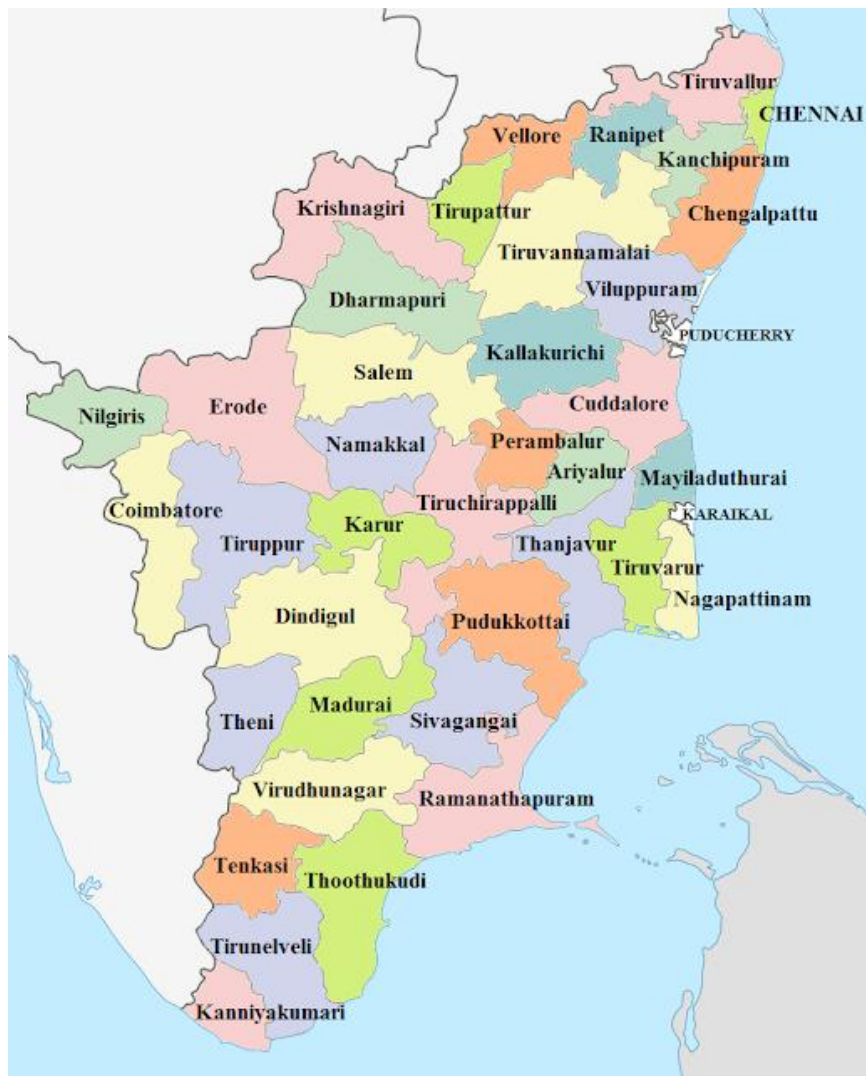 Tiruvallur
CHENNAI
Vellore
Ranipet
Kanchipuram
Krishnagiri
Tirupattur
Chengalpattu
Tiruvannamalai
Viluppuram
Dharmapuri
PUDUCHERRY
Kallakurichi
Salem
Cuddalore
Erode
Nilgiris
Namakkal
Perambalur
Ariyalur
Mayiladuthurai
Tiruchirappalli
Coimbatore
KARAIKAL
Karur
Tiruppur
Thanjavur
Tiruvarur
Nagapattinam
Dindigul
Pudukkottai
Madurai
Theni
Sivagangai
Virudhunagar
Ramanathapuram
Tenkasi
Thoothukudi
Tirunelveli
Kanniyakumari